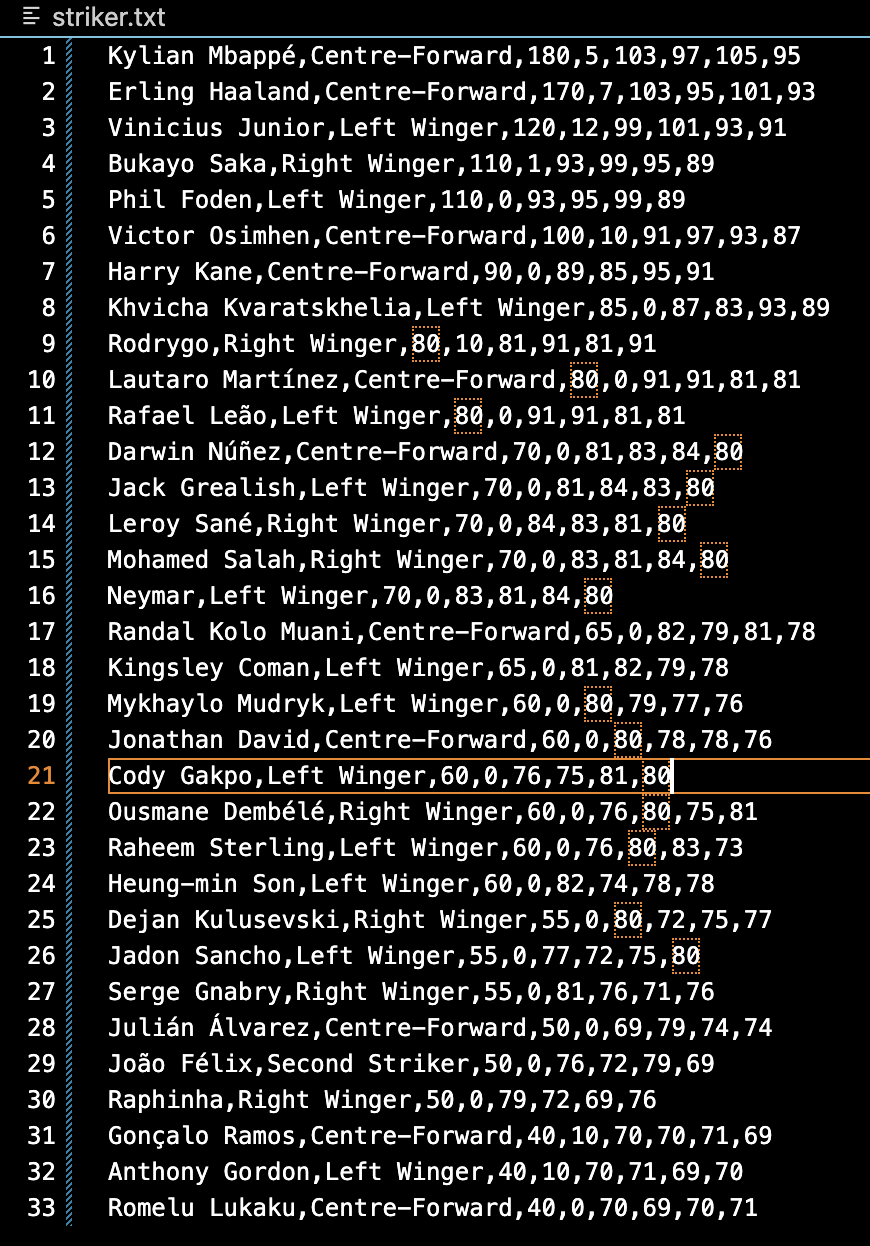 striker.txt
1 Kylian Mbappé,Centre-Forward,180,5,103,97,105,95
2 Erling Haaland,Centre-Forward,170,7,103,95,101,93
3 Vinicius Junior,Left Winger,120,12,99,101,93,91
4 Bukayo Saka,Right Winger,110,1,93,99,95,89
5 Phil Foden,Left Winger,110,0,93,95,99,89
6 Victor Osimhen,Centre-Forward,100,10,91,97,93,87
7 Harry Kane,Centre-Forward,90,0,89,85,95,91
8 Khvicha Kvaratskhelia,Left Winger,85,0,87,83,93,89
9 Rodrygo,Right Winger,80,10,81,91,81,91
10 Lautaro Martínez,Centre-Forward,80,0,91,91,81,81
11 Rafael Leão,Left Winger,80,0,91,91,81,81
12 Darwin Núñez,Centre-Forward,70,0,81,83,84,80
13 Jack Grealish,Left Winger,70,0,81,84,83,80
14 Leroy Sané,Right Winger,70,0,84,83,81,80
15 Mohamed Salah,Right Winger,70,0,83,81,84,80
16 Neymar,Left Winger,70,0,83,81,84,80
17 Randal Kolo Muani,Centre-Forward,65,0,82,79,81,78
18 Kingsley Coman,Left Winger,65,0,81,82,79,78
19 Mykhaylo Mudryk,Left Winger,60,0,80,79,77,76
20 Jonathan David,Centre-Forward,60,0,80,78,78,76
21 Cody Gakpo,Left Winger,60,0,76,75,81,80
22 Ousmane Dembélé,Right Winger,60,0,76,80,75,81
23 Raheem Sterling,Left Winger,60,0,76,80,83,73
24 Heung-min Son,Left Winger,60,0,82,74,78,78
25 Dejan Kulusevski,Right Winger,55,0,80,72,75,77
26 Jadon Sancho,Left Winger,55,0,77,72,75,80
27 Serge Gnabry,Right Winger,55,0,81,76,71,76
28 Julián Álvarez,Centre-Forward,50,0,69,79,74,74
29 João Félix,Second Striker,50,0,76,72,79,69
30 Raphinha,Right Winger,50,0,79,72,69,76
31 Gonçalo Ramos,Centre-Forward,40,10,70,70,71,69
32 Anthony Gordon,Left Winger,40,10,70,71,69,70
33 Romelu Lukaku,Centre-Forward,40,0,70,69,70,71